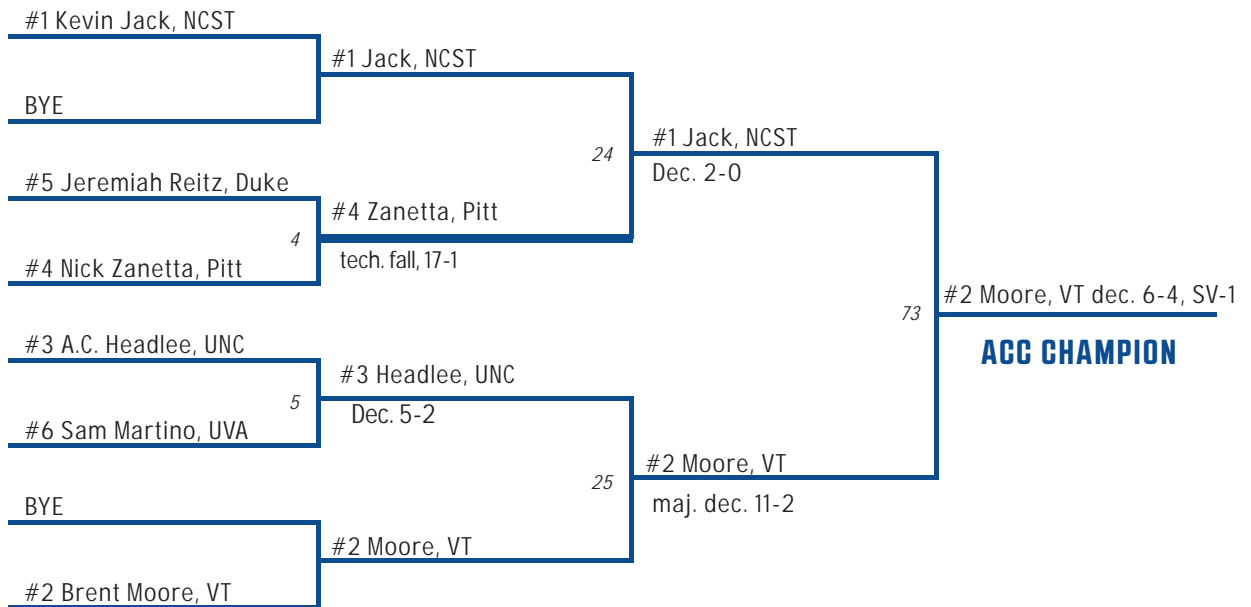 #1 Kevin Jack, NCST
#1 Jack, NCST
BYE
24
#1 Jack, NCST
Dec. 2-0
#5 Jeremiah Reitz, Duke
4
#4 Zanetta, Pitt
tech. fall, 17-1
#4 Nick Zanetta, Pitt
73
#2 Moore, VT dec. 6-4, SV-1
ACC CHAMPION
#3 A.C. Headlee, UNC
5
#3 Headlee, UNC
Dec. 5-2
#6 Sam Martino, UVA
25
#2 Moore, VT
maj. dec. 11-2
BYE
#2 Moore, VT
#2 Brent Moore, VT